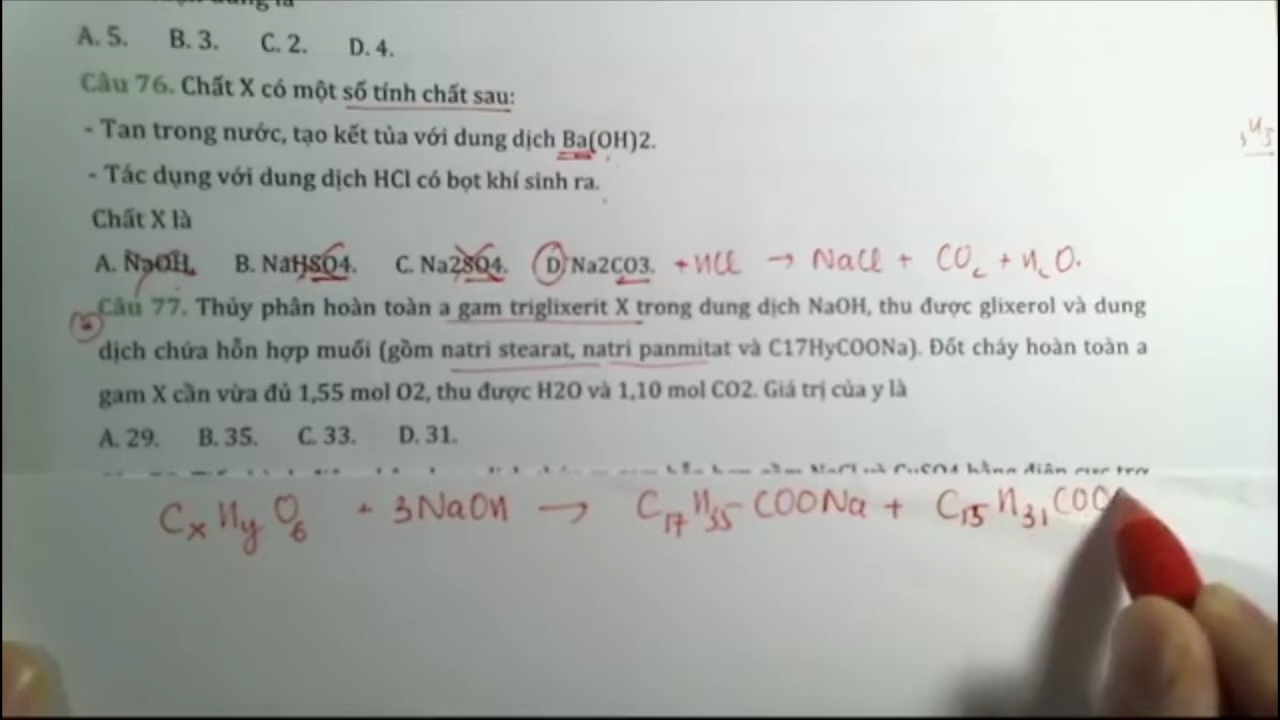 A. 5. B. 3. C. 2. D. 4.
Câu 76. Chất X có một số tính chất sau:
- Tan trong nước, tạo kết tủa với dung dịch Ba(OH)2.
- Tác dụng với dung dịch HCl có bọt khí sinh ra.
Chất X là
A. NaOH. B. NaHSO4. C. Na2SO4. D. Na2CO3. + HCl → NaCl + CO2 + H2O.
Câu 77. Thủy phân hoàn toàn a gam triglixerit X trong dung dịch NaOH, thu được glixerol và dung
dịch chứa hỗn hợp muối (gồm natri stearat, natri panmitat và C17HyCOONa). Đốt cháy hoàn toàn a
gam X cần vừa đủ 1,55 mol O2, thu được H2O và 1,10 mol CO2. Giá trị của y là
A. 29. B. 35. C. 33. D. 31.
CxHyO6 + 3NaOH → C17H35COONa + C15H31COO